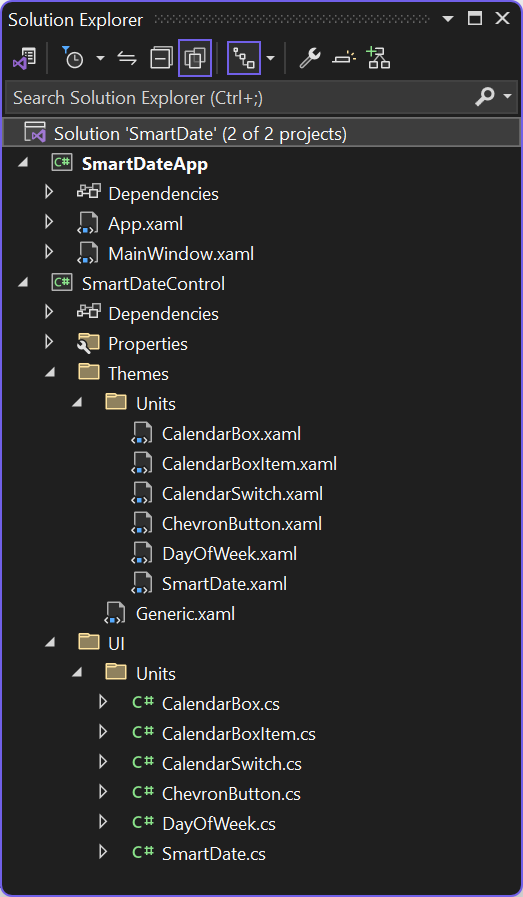 Solution Explorer
Search Solution Explorer (Ctrl+;)
Solution 'SmartDate' (2 of 2 projects)
C# SmartDateApp
Dependencies
App.xaml
MainWindow.xaml
C# SmartDateControl
Dependencies
Properties
Themes
Units
CalendarBox.xaml
CalendarBoxItem.xaml
CalendarSwitch.xaml
ChevronButton.xaml
DayOfWeek.xaml
SmartDate.xaml
Generic.xaml
UI
Units
C# CalendarBox.cs
C# CalendarBoxItem.cs
C# CalendarSwitch.cs
C# ChevronButton.cs
C# DayOfWeek.cs
C# SmartDate.cs